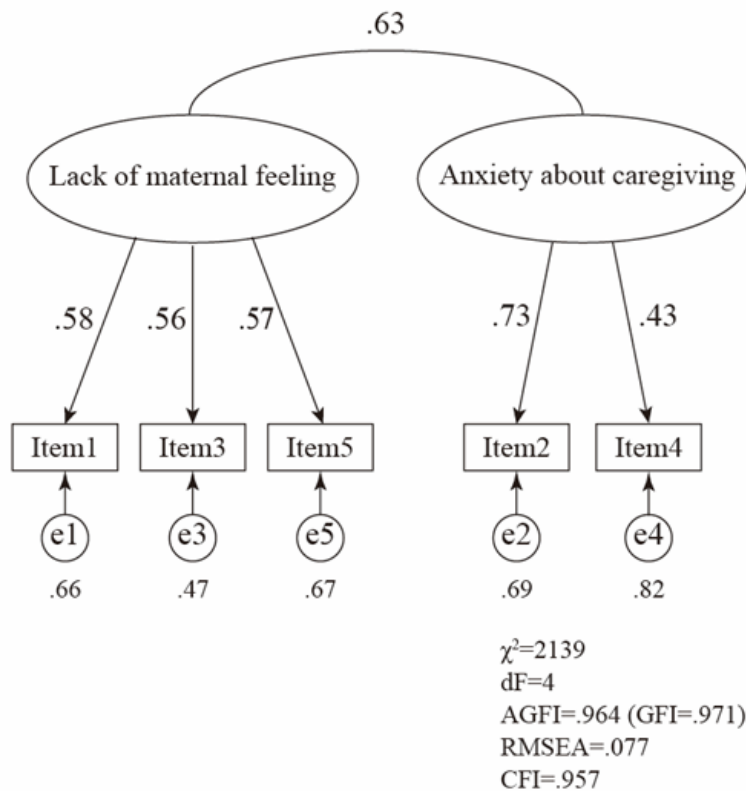 .63
Lack of maternal feeling
Anxiety about caregiving
.58
.56
.57
.73
.43
Item1
Item3
Item5
Item2
Item4
e1
e3
e5
e2
e4
.66
.47
.67
.69
.82
χ²=2139
dF=4
AGFI=.964 (GFI=.971)
RMSEA=.077
CFI=.957